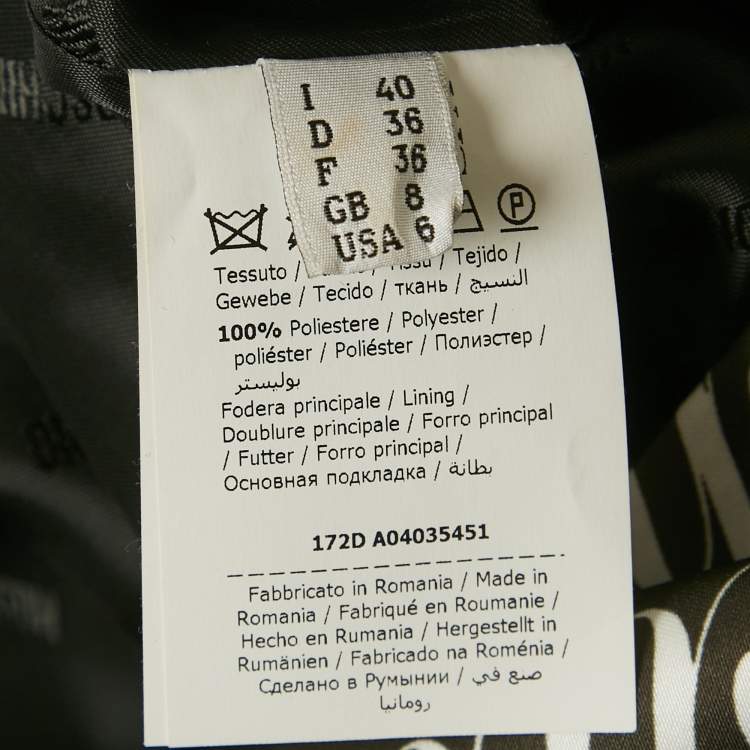 I 40
D 36
F 36
GB 8
USA 6
P
Tessuto / / Tejido /
Gewebe / Tecido / ткань / النسيج
100% Poliestere / Polyester /
poliéster / Poliéster / Полиэстер /
بوليستر
Fodera principale / Lining /
Doublure principale / Forro principal
/ Futter / Forro principal /
Основная подкладка / بطانة
172D A04035451
Fabbricato in Romania / Made in
Romania / Fabriqué en Roumanie /
Hecho en Rumania / Hergestellt in
Rumänien / Fabricado na Roménia /
Сделано в Румынии / صنع في
رومانيا